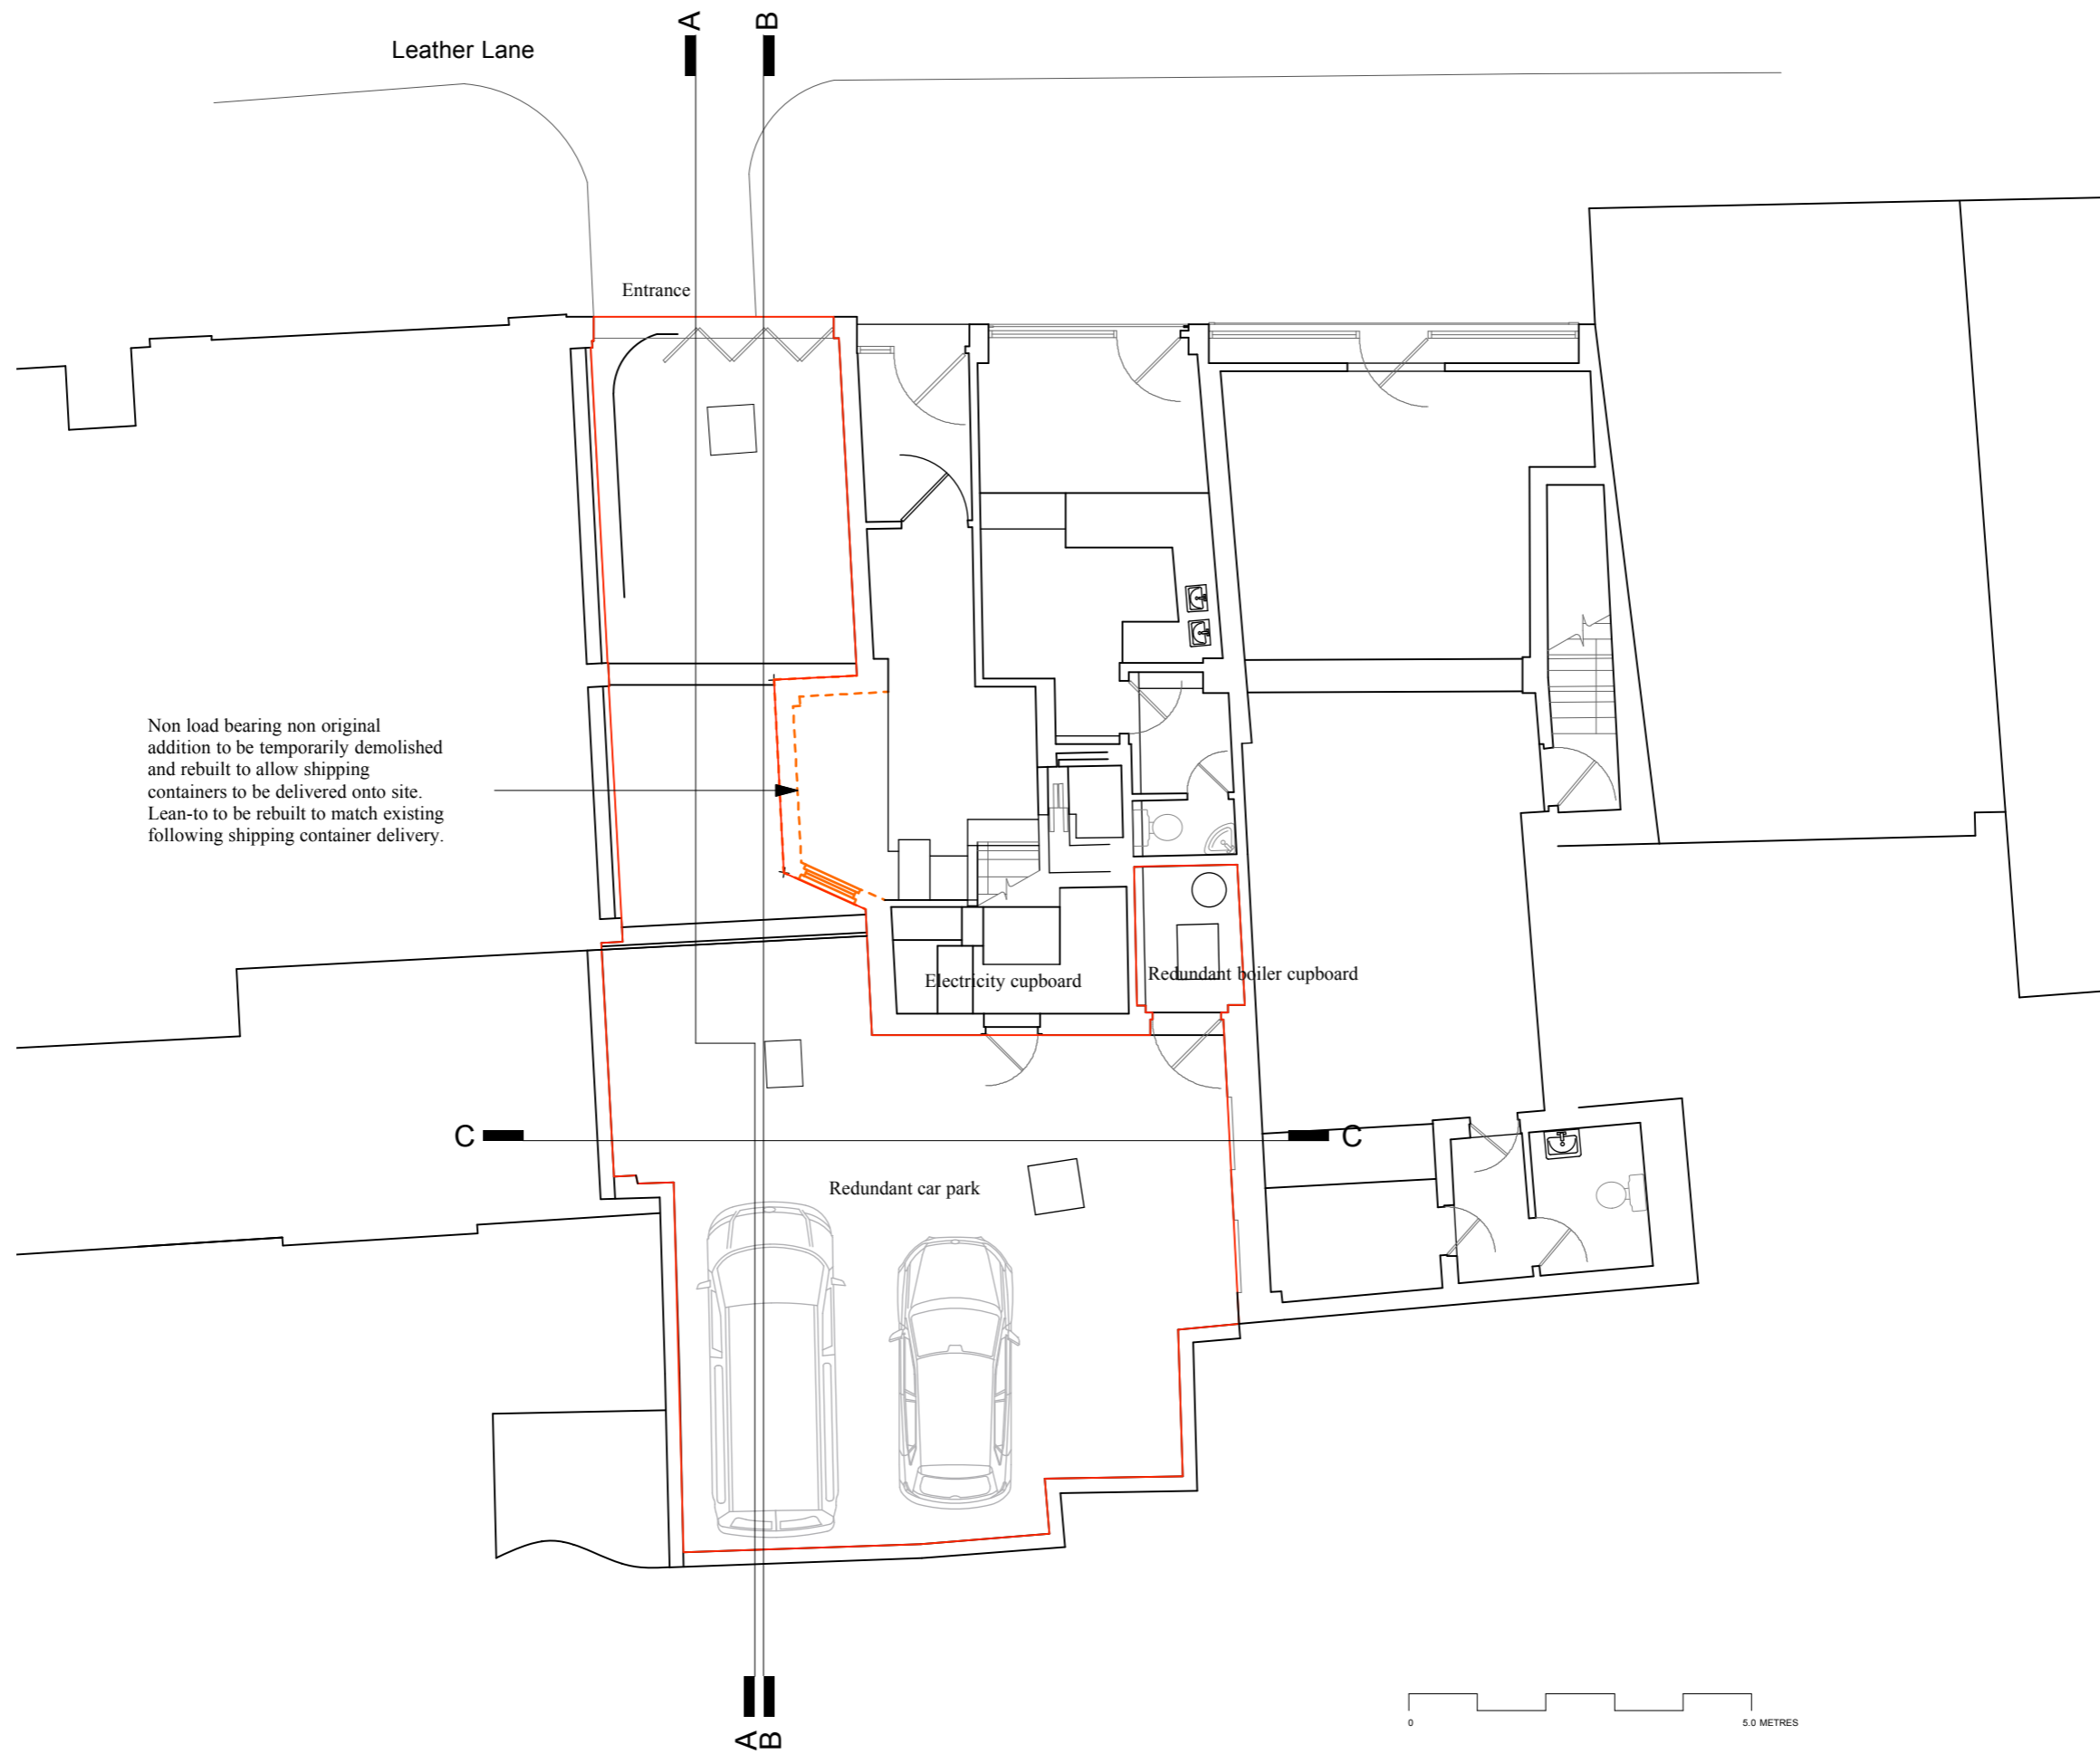 A
B
Leather Lane
Entrance
Non load bearing non original
addition to be temporarily demolished
and rebuilt to allow shipping
containers to be delivered onto site.
Lean-to to be rebuilt to match existing
following shipping container delivery.
Electricity cupboard
Redundant boiler cupboard
C
C
Redundant car park
0
5.0 METRES
A
B